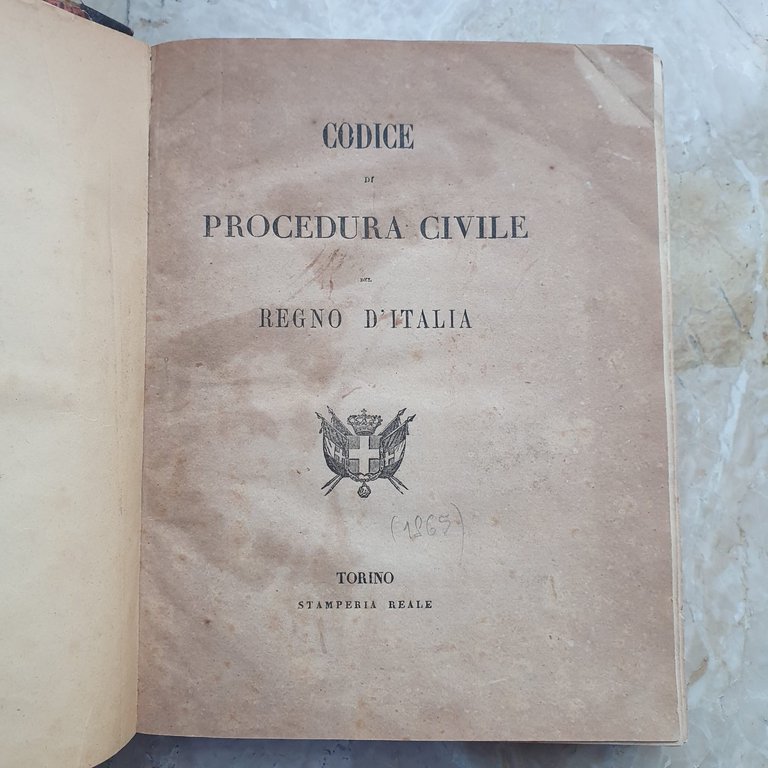 CODICE
DI
PROCEDURA CIVILE
DEL
REGNO D'ITALIA
(1865)
TORINO
STAMPERIA REALE